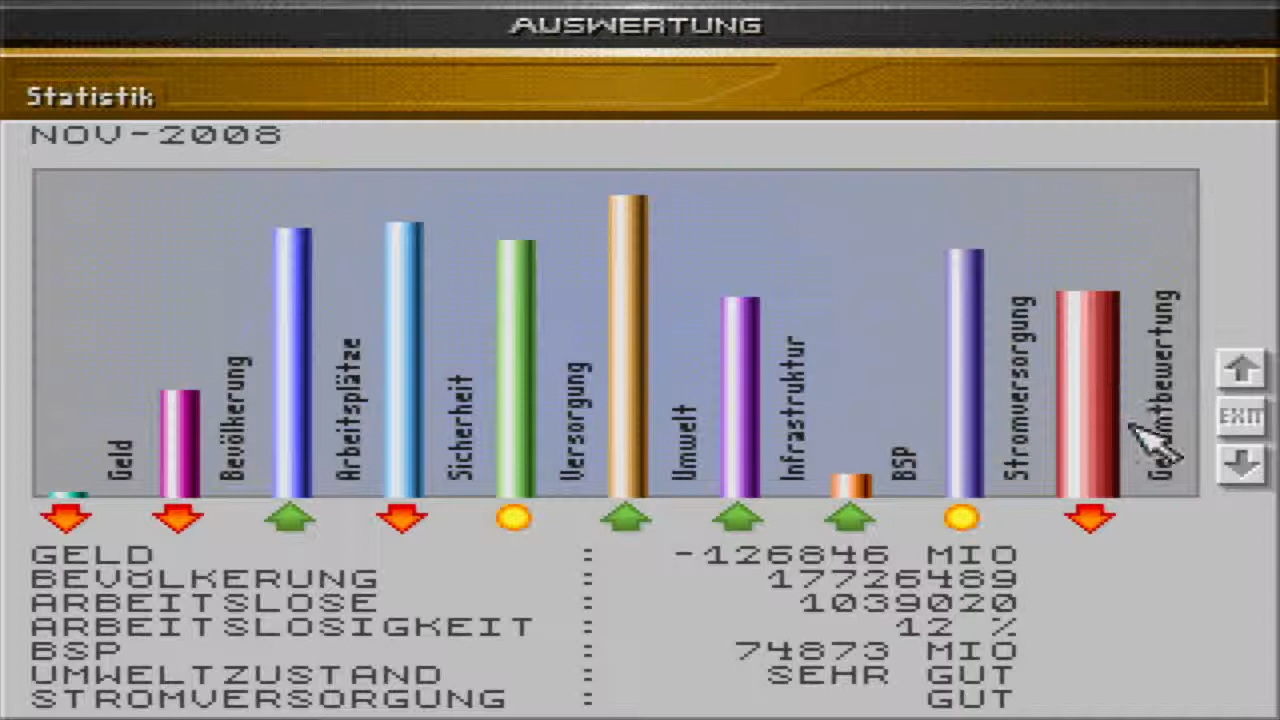 AUSWERTUNG
Statistik
NOV-2008
Geld
Bevölkerung
Arbeitsplätze
Sicherheit
Versorgung
Umwelt
Infrastruktur
BSP
Stromversorgung
EXIT
GELD : -126846 MIO
BEVöLKERUNG : 17726489
ARBEITSLOSE : 1039020
ARBEITSLOSIGKEIT : 12 %
BSP : 74873 MIO
UMWELTZUSTAND : SEHR GUT
STROMVERSORGUNG : GUT